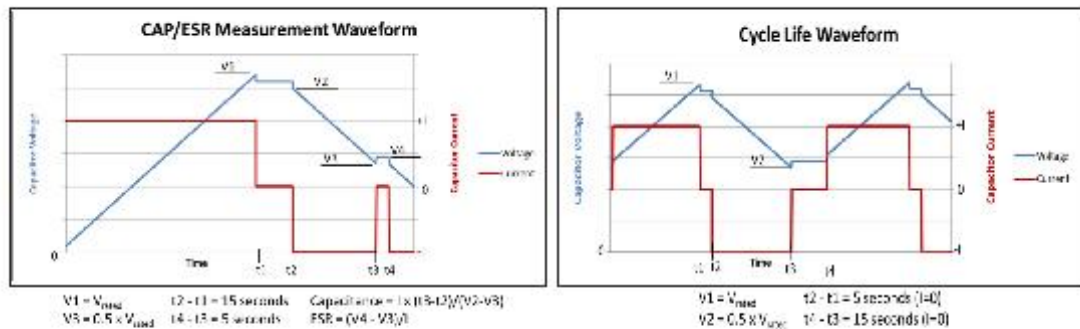 CAP/ESR Measurement Waveform
V1
V2
V3
V4
Capacitor Voltage
Capacitor Current
Voltage
Current
0
0
Time
t1
t2
t3
t4
V1 = Vrated t2 - t1 = 15 seconds Capacitance = I x (t3-t2)/(V2-V3)
V3 = 0.5 x Vrated t4 - t3 = 5 seconds ESR = (V4 - V3)/I
Cycle Life Waveform
V1
V2
Capacitor Voltage
Capacitor Current
Voltage
Current
+I
0
-I
t1
t2
t3
t4
V1 = Vrated t2 - t1 = 5 seconds (I=0)
V2 = 0.5 x Vrated t4 - t3 = 15 seconds (I=0)